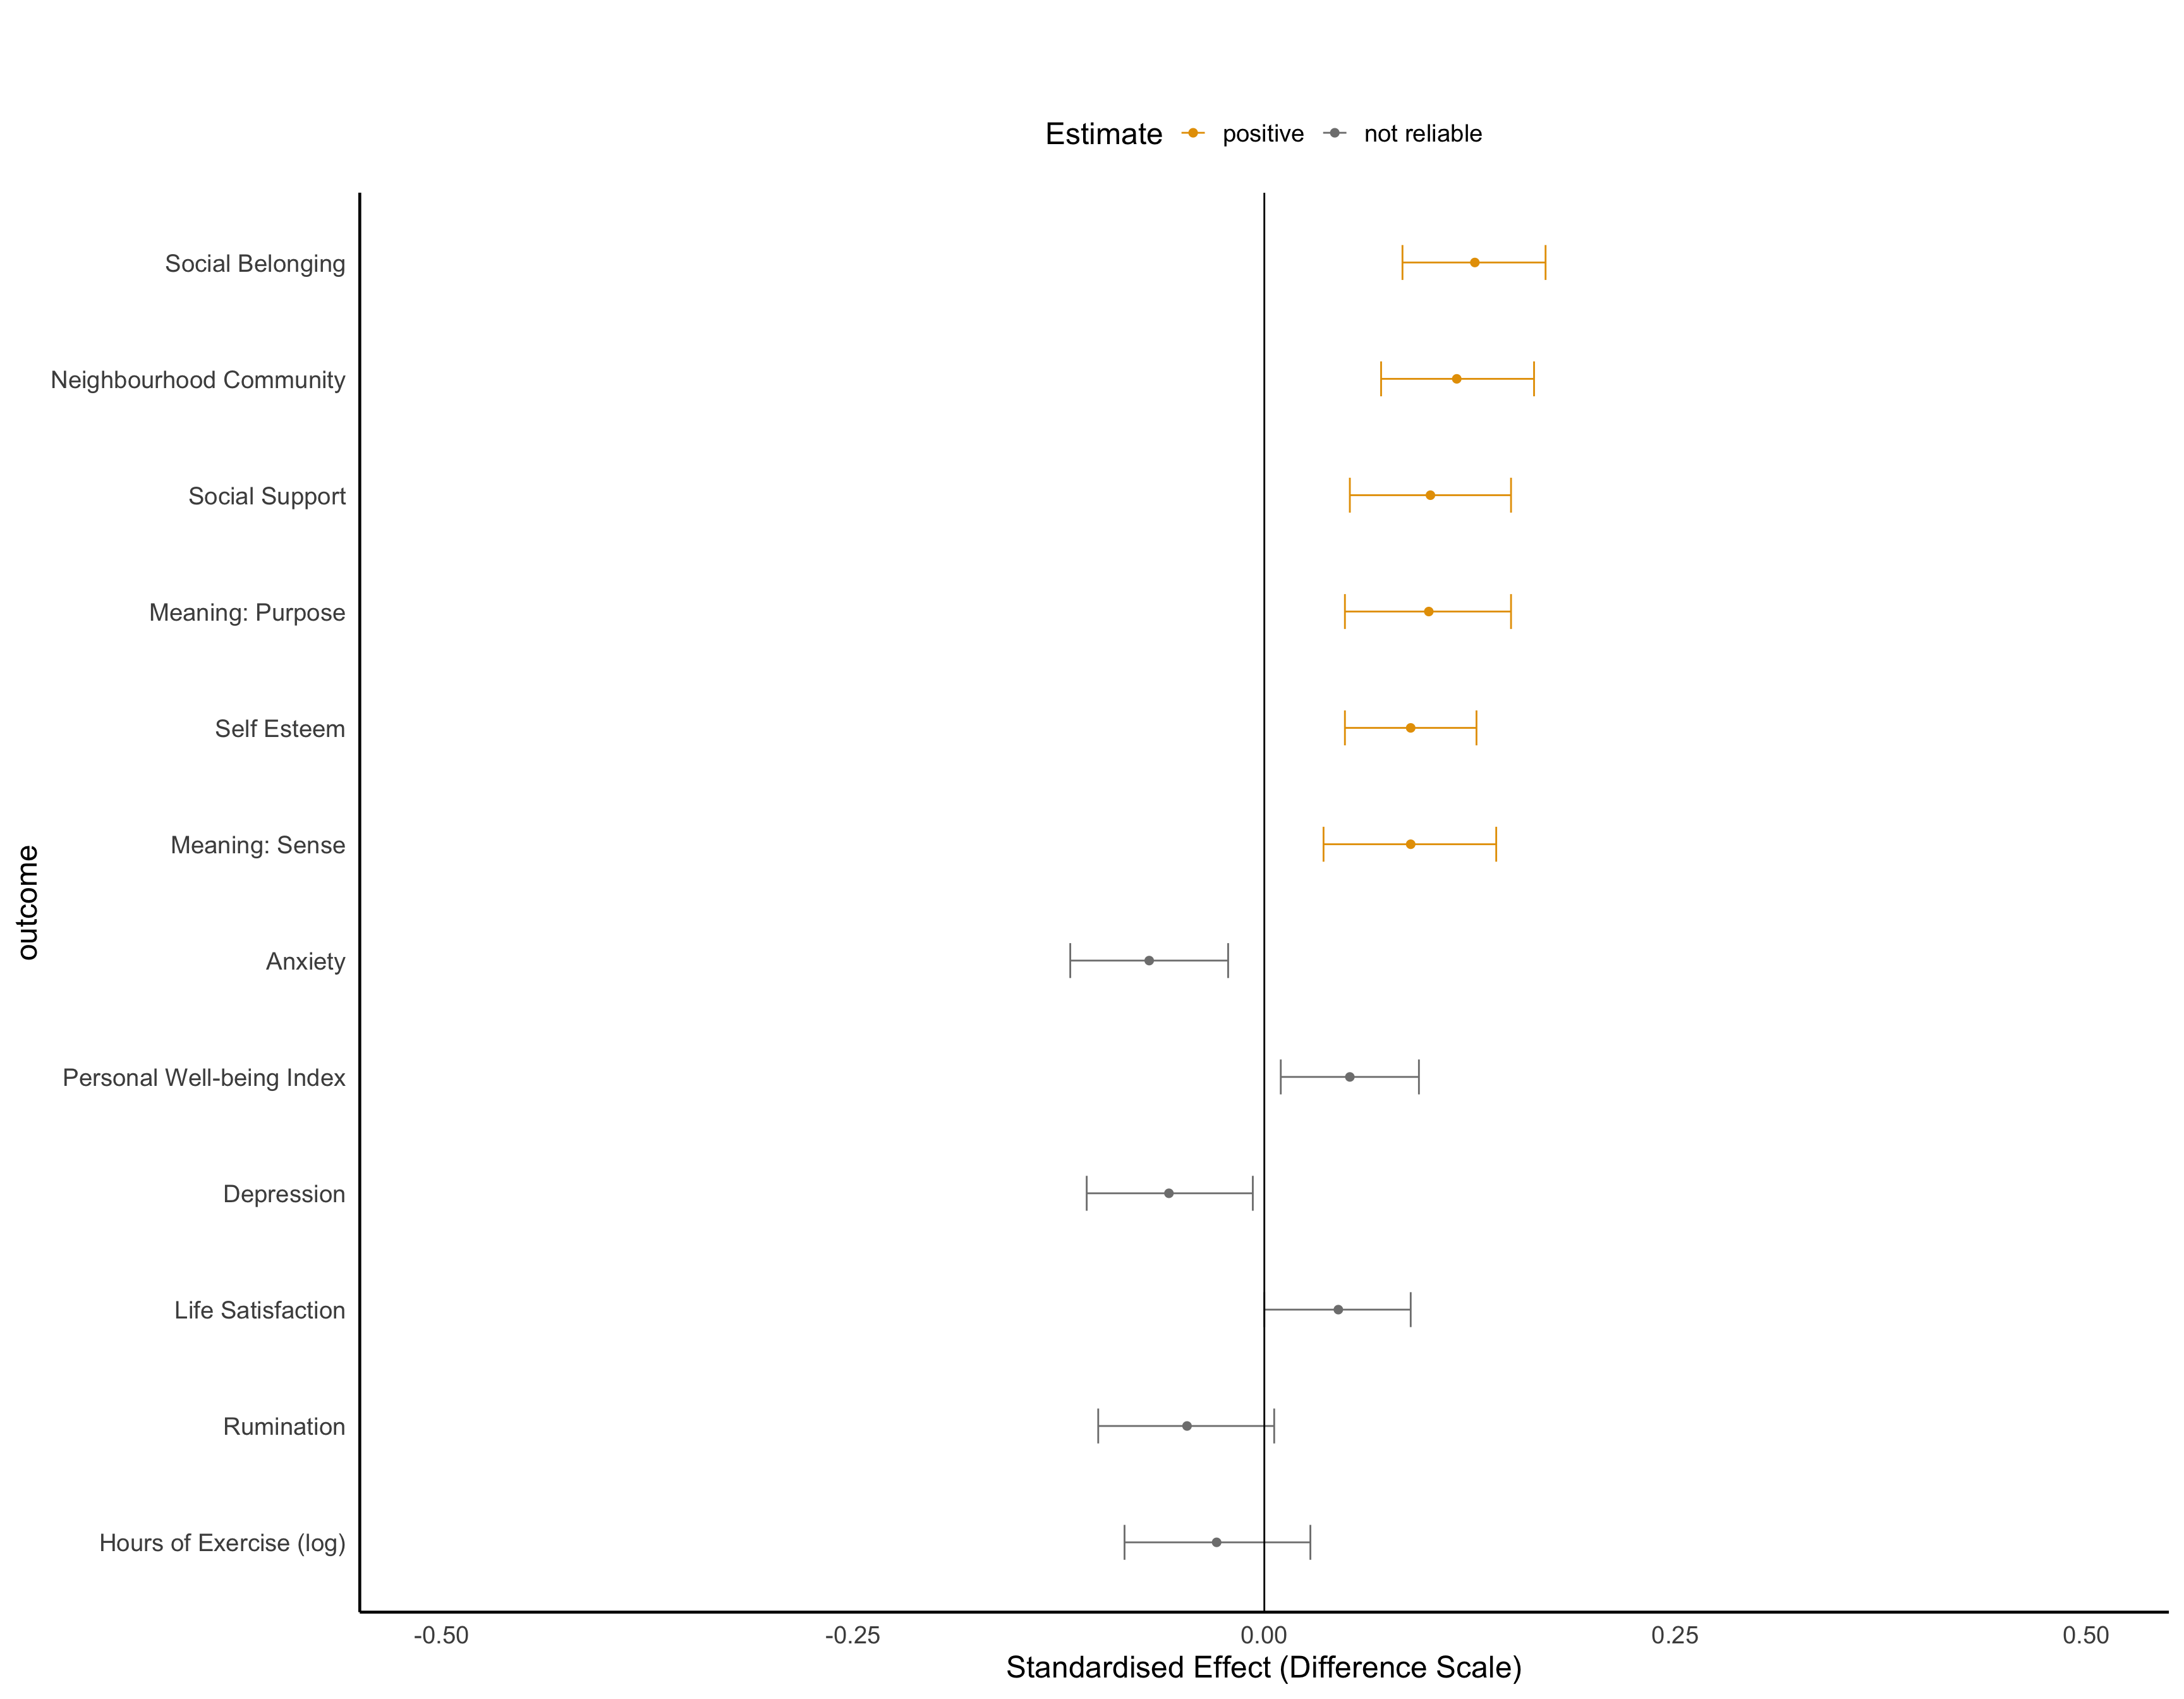 Estimate positive not reliable
Social Belonging
Neighbourhood Community
Social Support
Meaning: Purpose
Self Esteem
Meaning: Sense
Anxiety
Personal Well-being Index
Depression
Life Satisfaction
Rumination
Hours of Exercise (log)
outcome
-0.50 -0.25 0.00 0.25 0.50
Standardised Effect (Difference Scale)